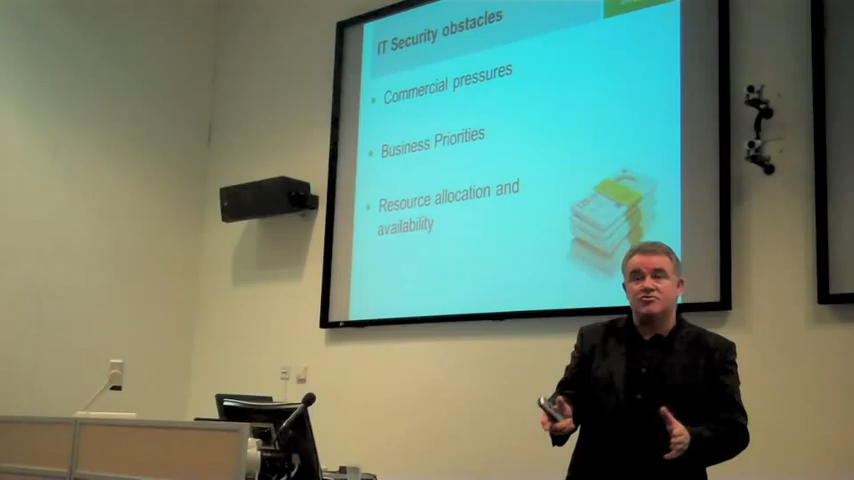 IT Security obstacles
Commercial pressures
Business Priorities
Resource allocation and
availability